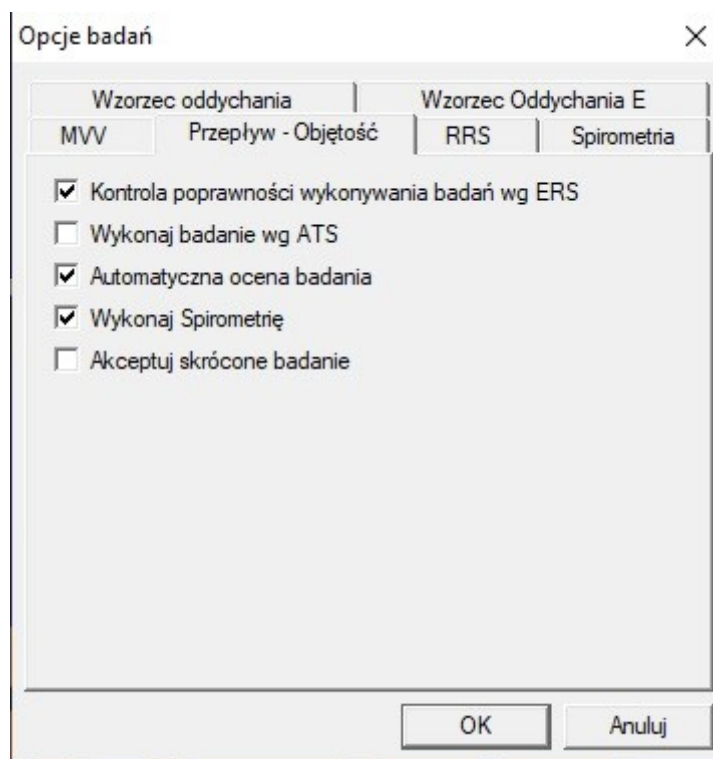 Opcje badań
Wzorzec oddychania
Wzorzec Oddychania E
MVV
Przepływ - Objętość
RRS
Spirometria
Kontrola poprawności wykonywania badań wg ERS
Wykonaj badanie wg ATS
Automatyczna ocena badania
Wykonaj Spirometrię
Akceptuj skrócone badanie
OK
Anuluj